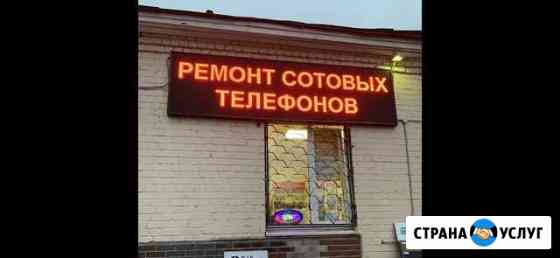 РЕМОНТ СОТОВЫХ
ТЕЛЕФОНОВ
СТРАНА УСЛУГ